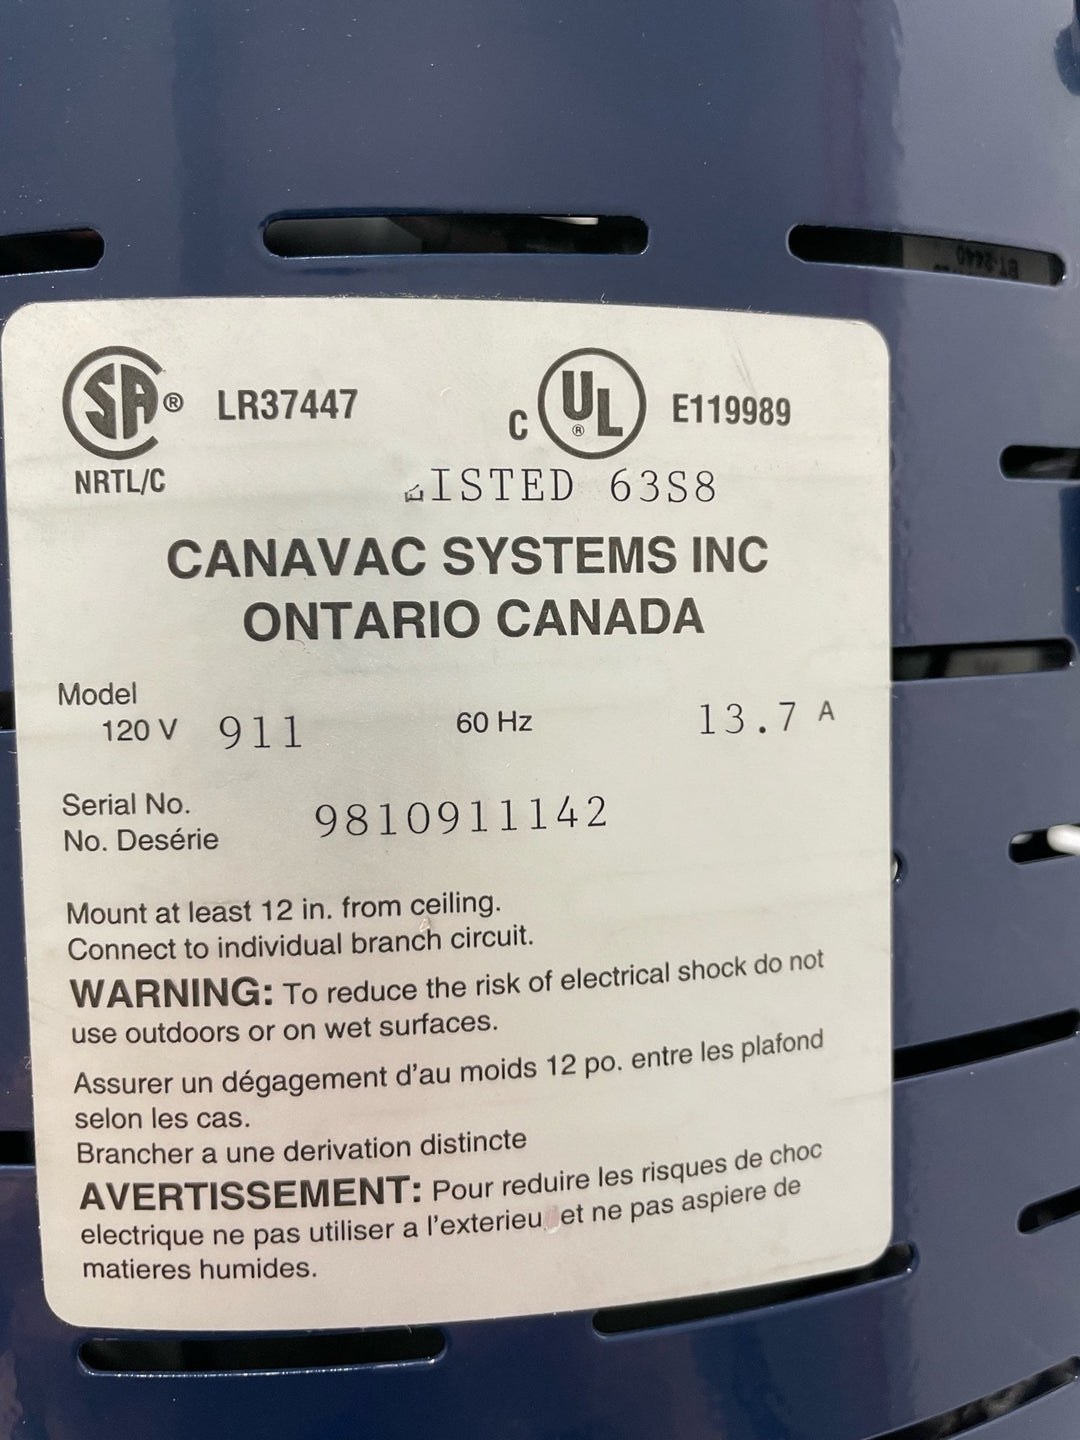 SA ® LR37447
C UL ® E119989
NRTL/C
LISTED 63S8
CANAVAC SYSTEMS INC
ONTARIO CANADA
Model
120 V 911 60 Hz 13.7 A
Serial No.
No. Desérie 9810911142
Mount at least 12 in. from ceiling.
Connect to individual branch circuit.
WARNING: To reduce the risk of electrical shock do not
use outdoors or on wet surfaces.
Assurer un dégagement d'au moids 12 po. entre les plafond
selon les cas.
Brancher a une derivation distincte
AVERTISSEMENT: Pour reduire les risques de choc
electrique ne pas utiliser a l'exterieu et ne pas aspiere de
matieres humides.